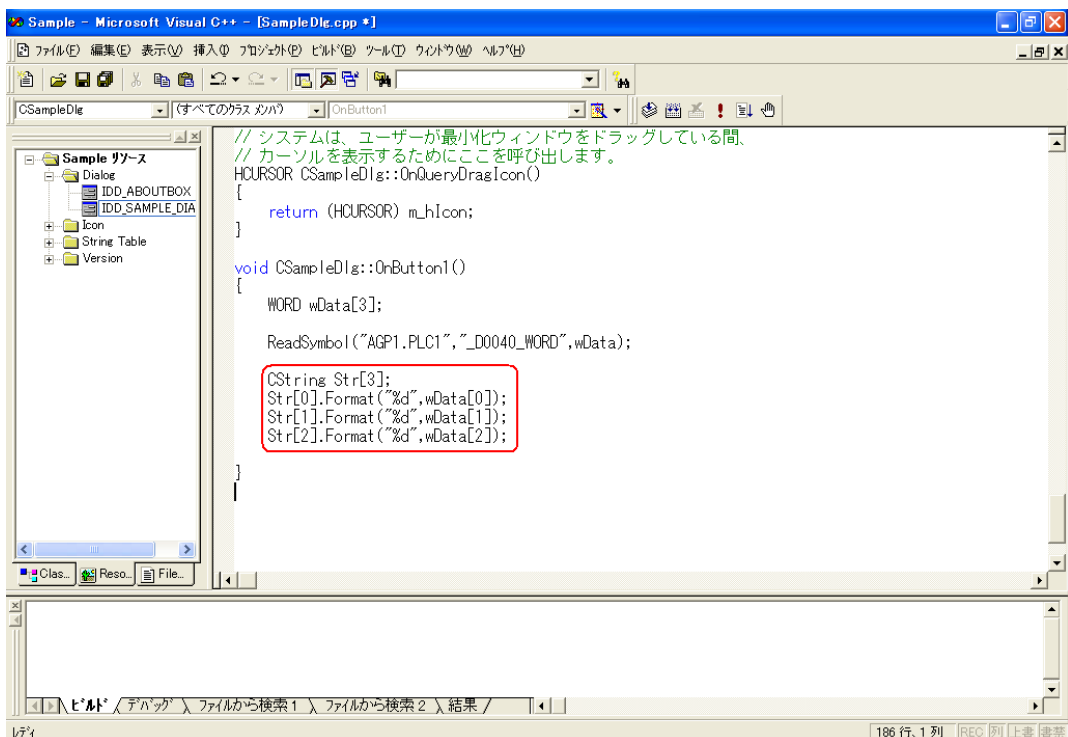 Sample - Microsoft Visual C++ - [SampleDlg.cpp *]
ファイル(F) 編集(E) 表示(V) 挿入(I) プロジェクト(P) ビルド(B) ツール(T) ウィンドウ(W) ヘルプ(H)
CSampleDlg (すべてのクラス メンバ) OnButton1
Sample リソース
Dialog
IDD_ABOUTBOX
IDD_SAMPLE_DIA
Icon
String Table
Version
Clas... Reso... File...
// システムは、ユーザーが最小化ウィンドウをドラッグしている間、
// カーソルを表示するためにここを呼び出します。
HCURSOR CSampleDlg::OnQueryDragIcon()
{
return (HCURSOR) m_hIcon;
}
void CSampleDlg::OnButton1()
{
WORD wData[3];
ReadSymbol("AGP1.PLC1","_D0040_WORD",wData);
CString Str[3];
Str[0].Format("%d",wData[0]);
Str[1].Format("%d",wData[1]);
Str[2].Format("%d",wData[2]);
}
ビルド デバッグ ファイルから検索1 ファイルから検索2 結果
レディ 186 行、1 列 REC 列 上書 書禁